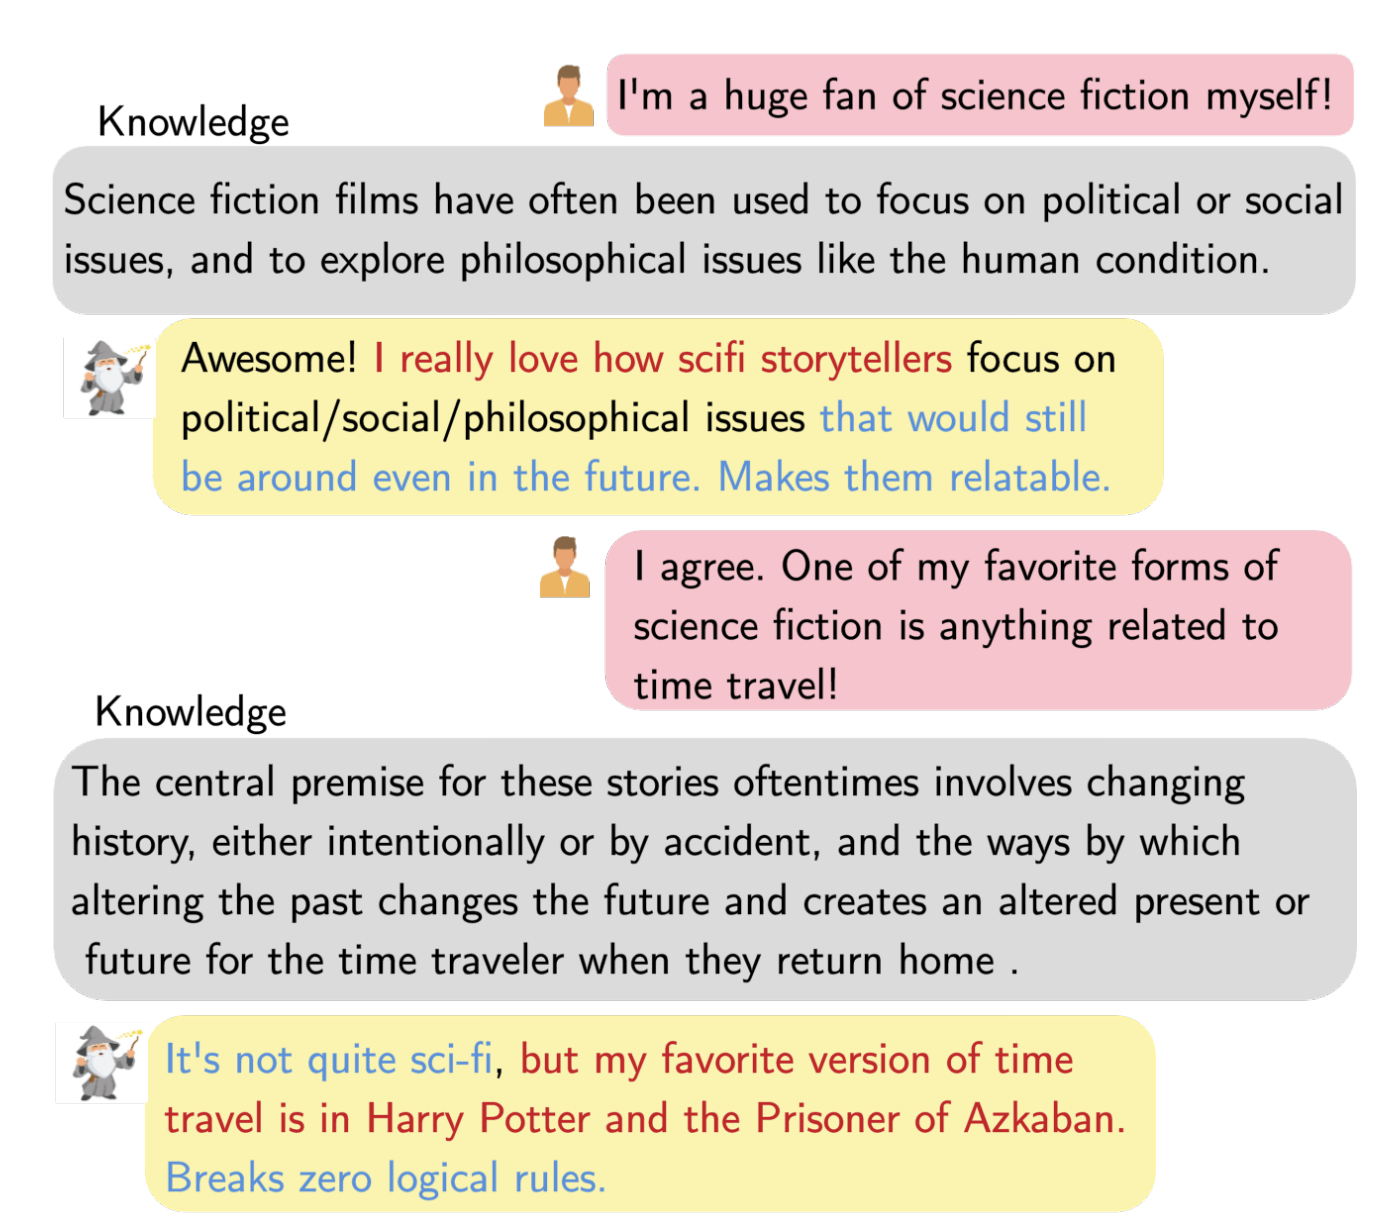 I'm a huge fan of science fiction myself!
Knowledge
Science fiction films have often been used to focus on political or social
issues, and to explore philosophical issues like the human condition.
Awesome! I really love how scifi storytellers focus on
political/social/philosophical issues that would still
be around even in the future. Makes them relatable.
I agree. One of my favorite forms of
science fiction is anything related to
time travel!
Knowledge
The central premise for these stories oftentimes involves changing
history, either intentionally or by accident, and the ways by which
altering the past changes the future and creates an altered present or
future for the time traveler when they return home .
It's not quite sci-fi, but my favorite version of time
travel is in Harry Potter and the Prisoner of Azkaban.
Breaks zero logical rules.